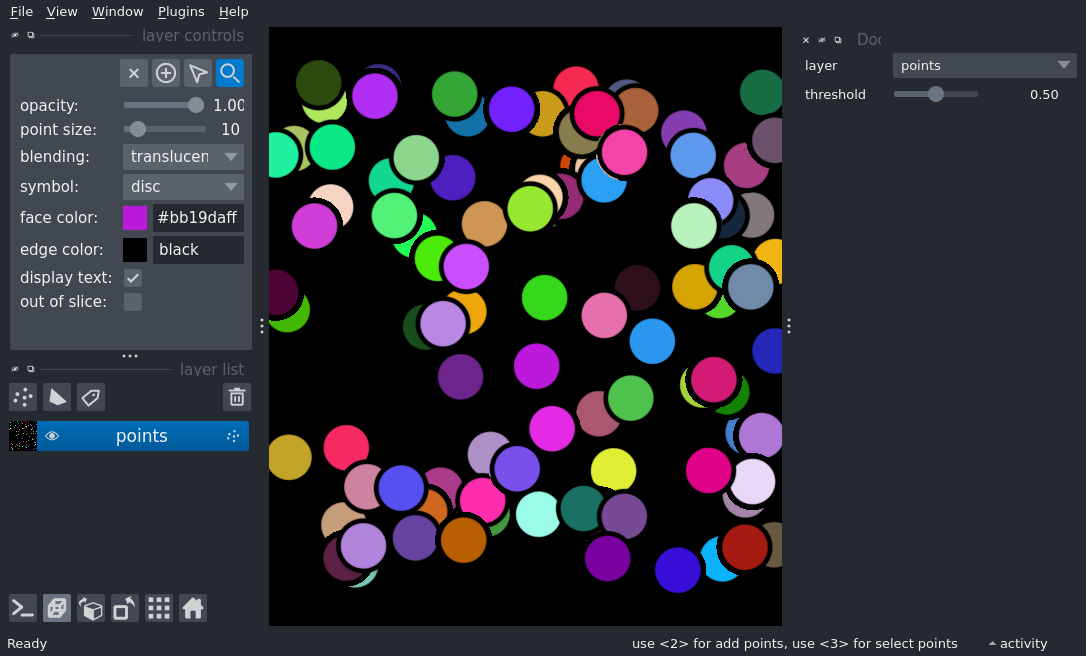 File View Window Plugins Help
layer controls
opacity: 1.00
point size: 10
blending: translucen
symbol: disc
face color: #bb19daff
edge color: black
display text:
out of slice:
layer list
points
Doc
layer points
threshold 0.50
Ready
use <2> for add points, use <3> for select points
activity